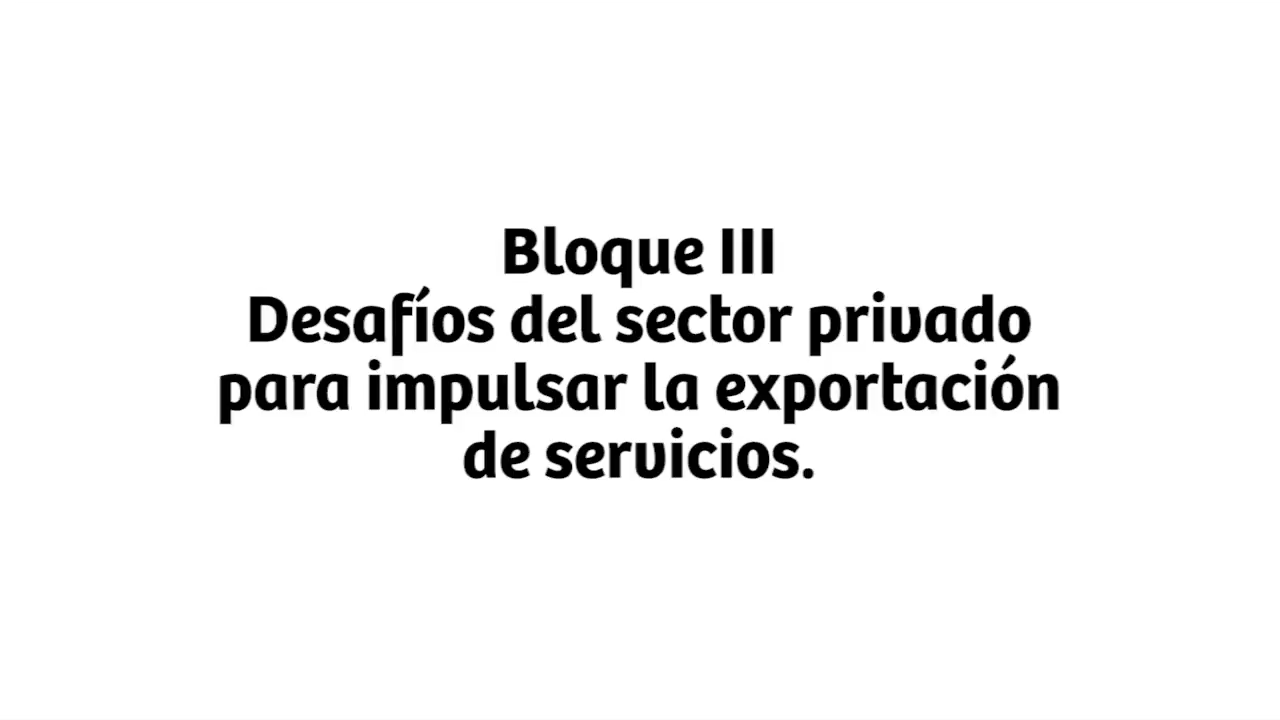 Bloque III
Desafíos del sector privado
para impulsar la exportación
de servicios.